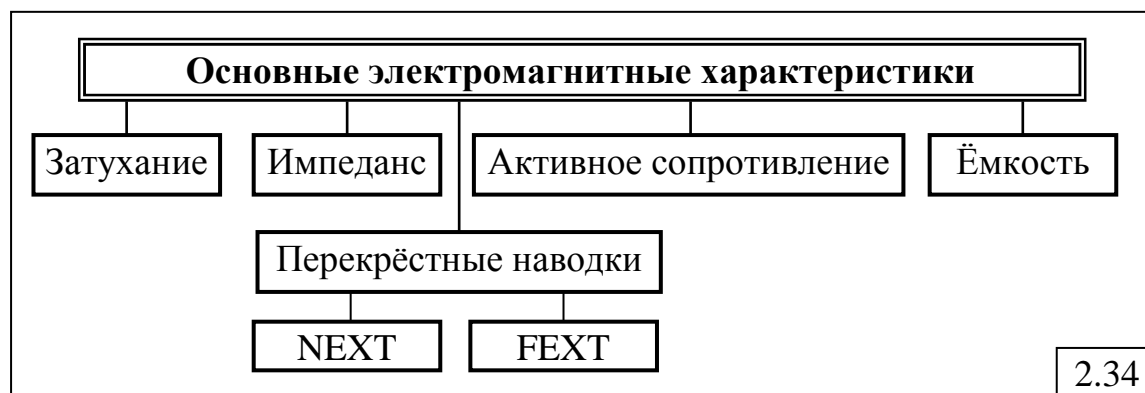 Основные электромагнитные характеристики
Затухание
Импеданс
Активное сопротивление
Ёмкость
Перекрёстные наводки
NEXT
FEXT
2.34